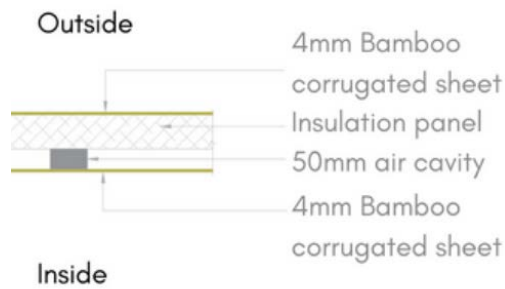 Outside
4mm Bamboo
corrugated sheet
Insulation panel
50mm air cavity
4mm Bamboo
corrugated sheet
Inside